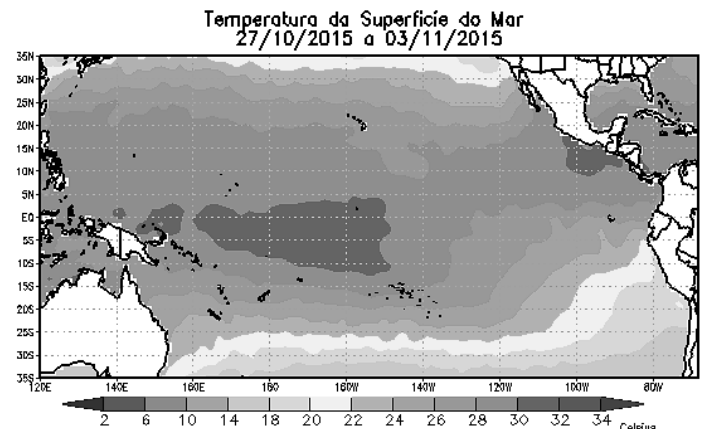 Temperatura da Superficie do Mar
27/10/2015 a 03/11/2015
35N
30N
25N
20N
15N
10N
5N
EQ
5S
10S
15S
20S
25S
30S
35S
120E 140E 160E 180 160W 140W 120W 100W 80W
2 6 10 14 18 20 22 24 26 28 30 32 34
Celsius